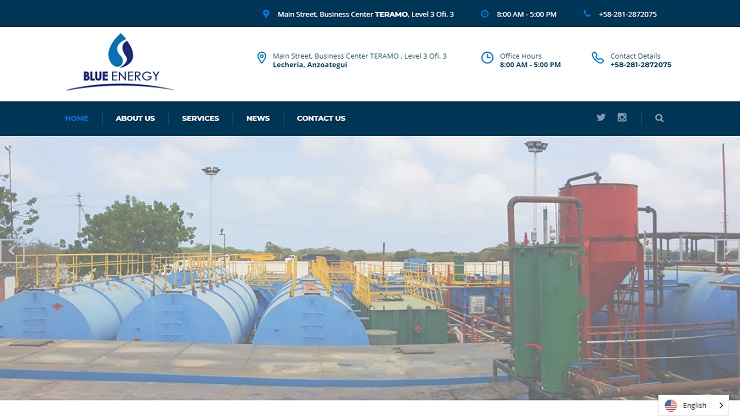 Main Street, Business Center TERAMO, Level 3 Ofi. 3
8:00 AM - 5:00 PM
+58-281-2872075
BLUE ENERGY
Main Street, Business Center TERAMO , Level 3 Ofi. 3
Lechería, Anzoategui
Office Hours
8:00 AM - 5:00 PM
Contact Details
+58-281-2872075
HOME
ABOUT US
SERVICES
NEWS
CONTACT US
English